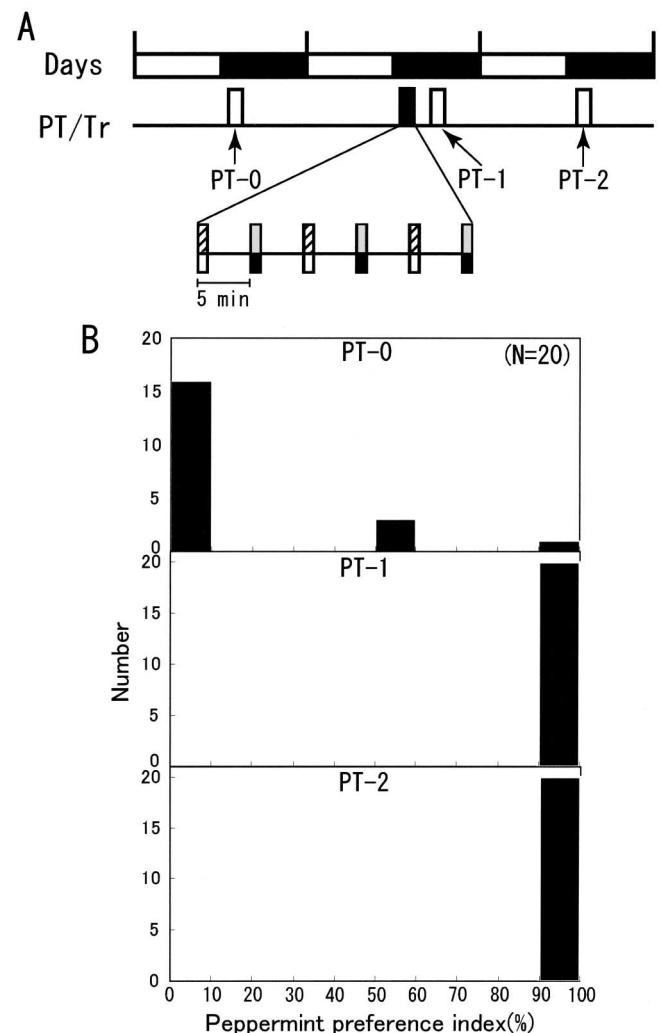 A
Days
PT/Tr
PT-0
PT-1
PT-2
5 min
B
20
PT-0
(N=20)
15
10
5
0
20
PT-1
15
10
5
0
Number
20
PT-2
15
10
5
0
0 10 20 30 40 50 60 70 80 90 100
Peppermint preference index(%)